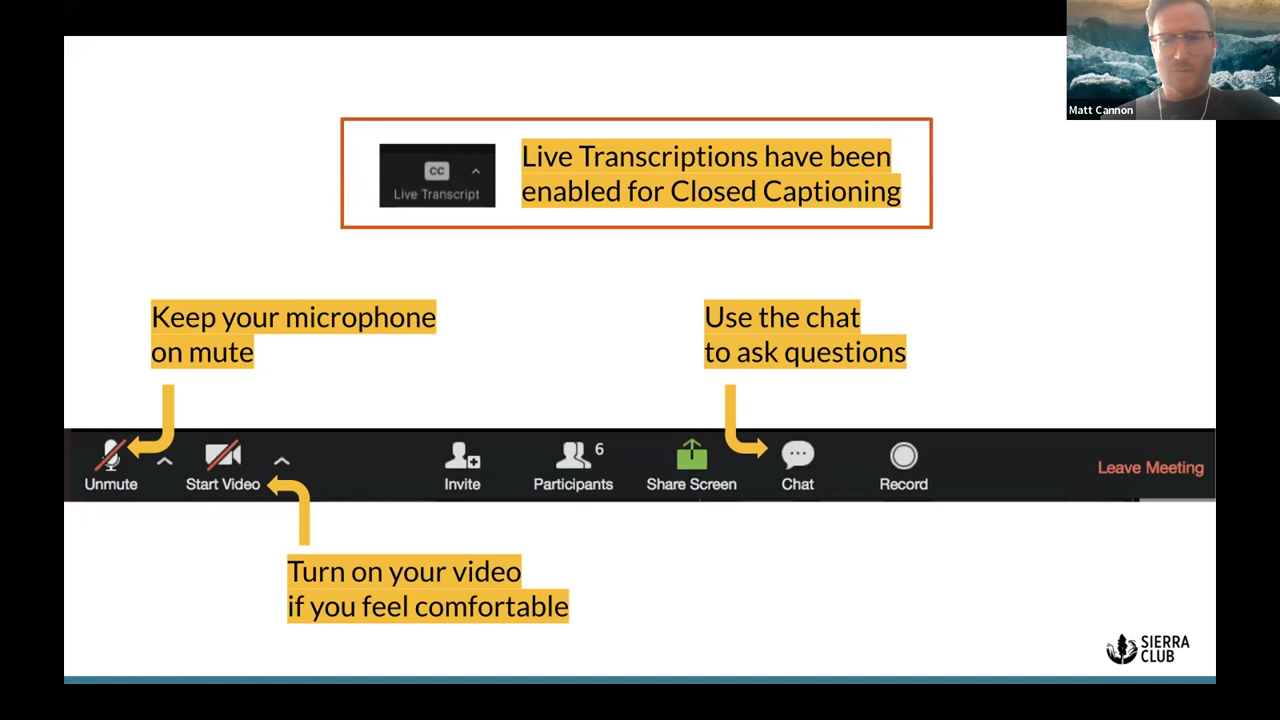 Matt Cannon
CC
Live Transcript
Live Transcriptions have been
enabled for Closed Captioning
Keep your microphone
on mute
Use the chat
to ask questions
6
Unmute
Start Video
Invite
Participants
Share Screen
Chat
Record
Leave Meeting
Turn on your video
if you feel comfortable
SIERRA
CLUB